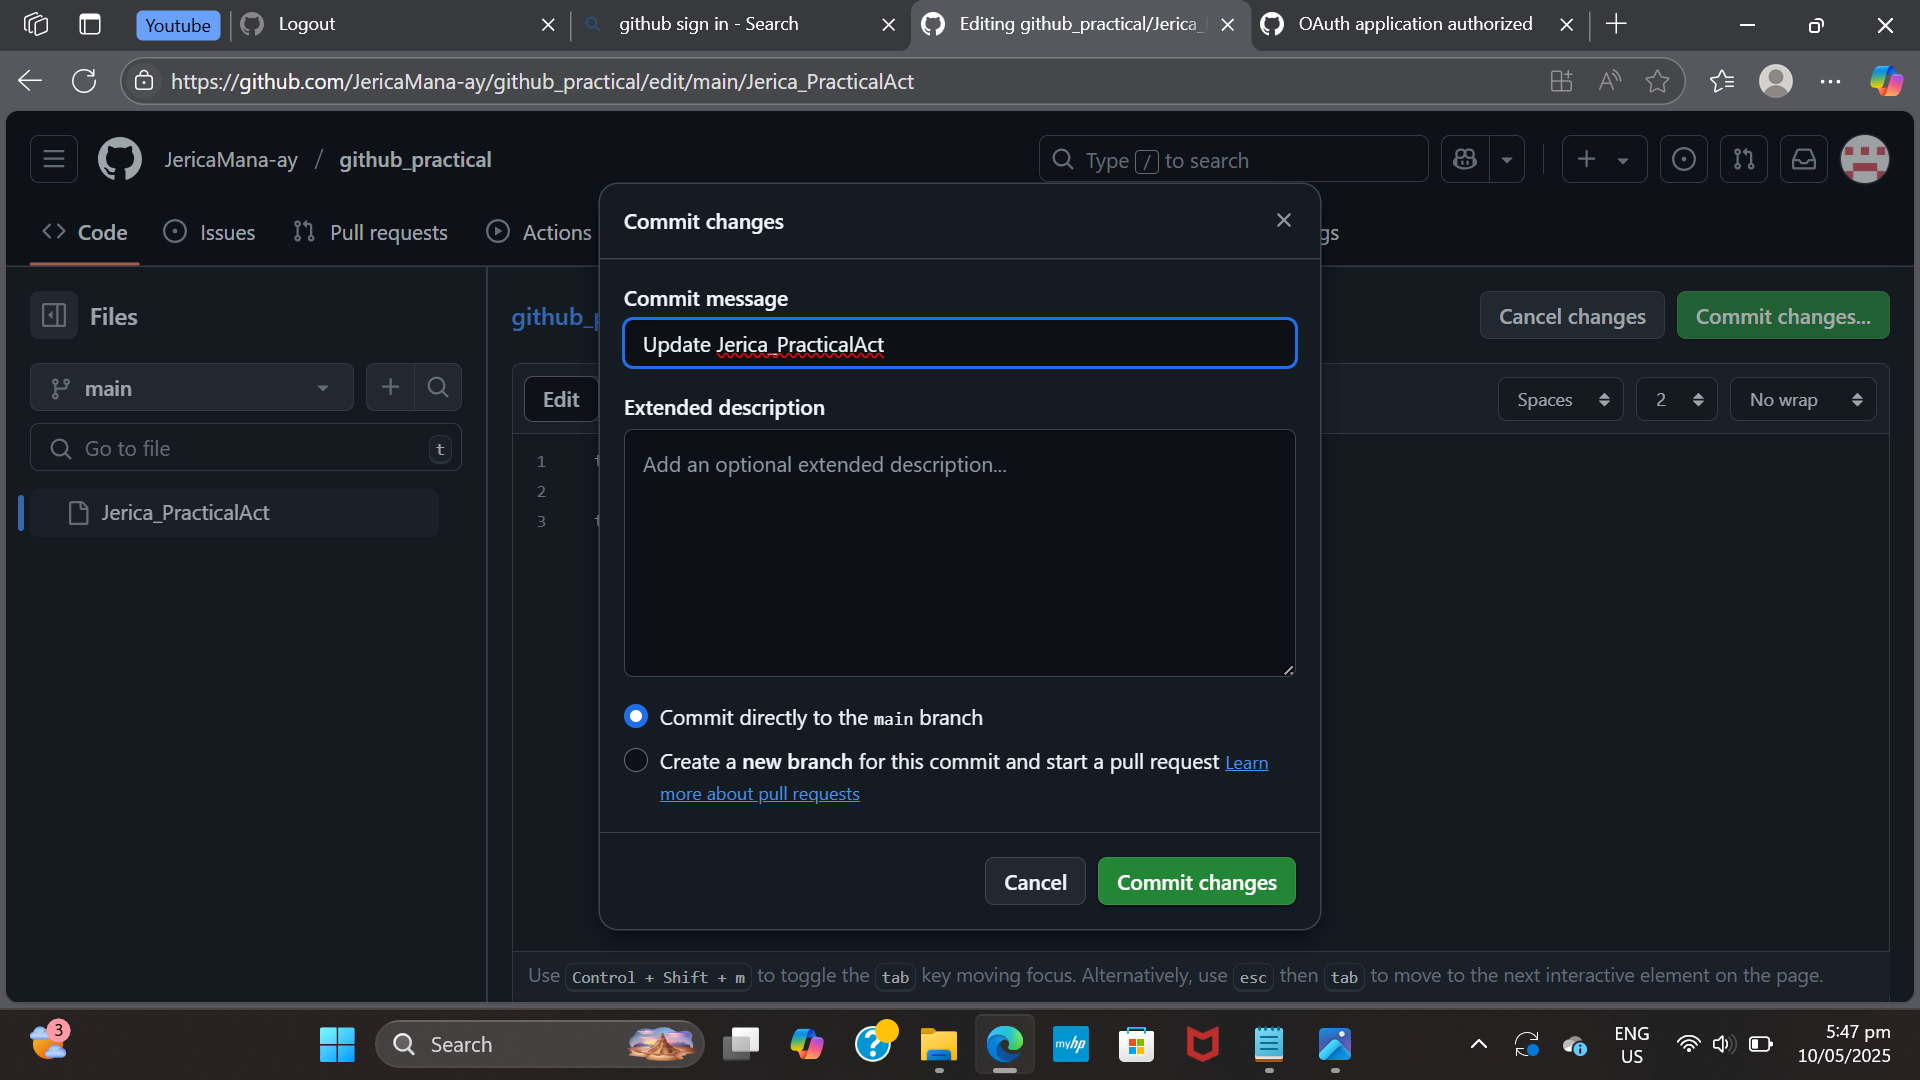 Youtube
Logout
github sign in - Search
Editing github_practical/Jerica_
OAuth application authorized
https://github.com/JericaMana-ay/github_practical/edit/main/Jerica_PracticalAct
JericaMana-ay / github_practical
Type / to search
Code
Issues
Pull requests
Actions
gs
Files
main
Go to file
t
Jerica_PracticalAct
github_p
Cancel changes
Commit changes...
Edit
Spaces
2
No wrap
1
2
3
Commit changes
Commit message
Update Jerica_PracticalAct
Extended description
Add an optional extended description...
Commit directly to the main branch
Create a new branch for this commit and start a pull request Learn
more about pull requests
Cancel
Commit changes
Use Control + Shift + m to toggle the tab key moving focus. Alternatively, use esc then tab to move to the next interactive element on the page.
3
Search
myhp
ENG
US
5:47 pm
10/05/2025